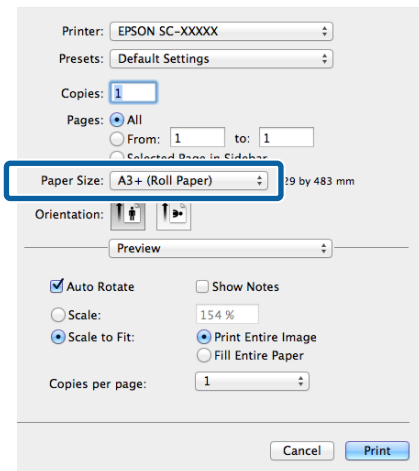 Printer: EPSON SC-XXXXX
Presets: Default Settings
Copies: 1
Pages: All
From: 1 to: 1
Selected Page in Sidebar
Paper Size: A3+ (Roll Paper) 29 by 483 mm
Orientation:
Preview
Auto Rotate Show Notes
Scale: 154 %
Scale to Fit: Print Entire Image
Fill Entire Paper
Copies per page: 1
Cancel Print